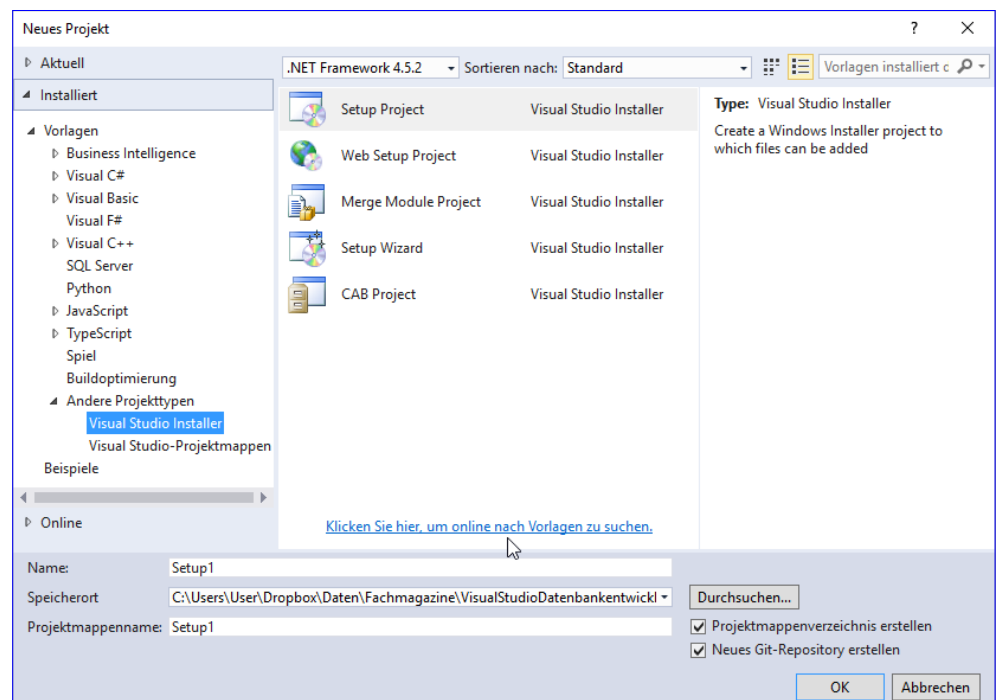 Neues Projekt
Aktuell
.NET Framework 4.5.2 Sortieren nach: Standard Vorlagen installiert
Installiert
Vorlagen
Business Intelligence
Visual C#
Visual Basic
Visual F#
Visual C++
SQL Server
Python
JavaScript
TypeScript
Spiel
Buildoptimierung
Andere Projekttypen
Visual Studio Installer
Visual Studio-Projektmappen
Beispiele
Online
Setup Project Visual Studio Installer
Web Setup Project Visual Studio Installer
Merge Module Project Visual Studio Installer
Setup Wizard Visual Studio Installer
CAB Project Visual Studio Installer
Klicken Sie hier, um online nach Vorlagen zu suchen.
Type: Visual Studio Installer
Create a Windows Installer project to
which files can be added
Name: Setup1
Speicherort C:\Users\User\Dropbox\Daten\Fachmagazine\VisualStudioDatenbankentwickl Durchsuchen...
Projektmappenname: Setup1
Projektmappenverzeichnis erstellen
Neues Git-Repository erstellen
OK Abbrechen